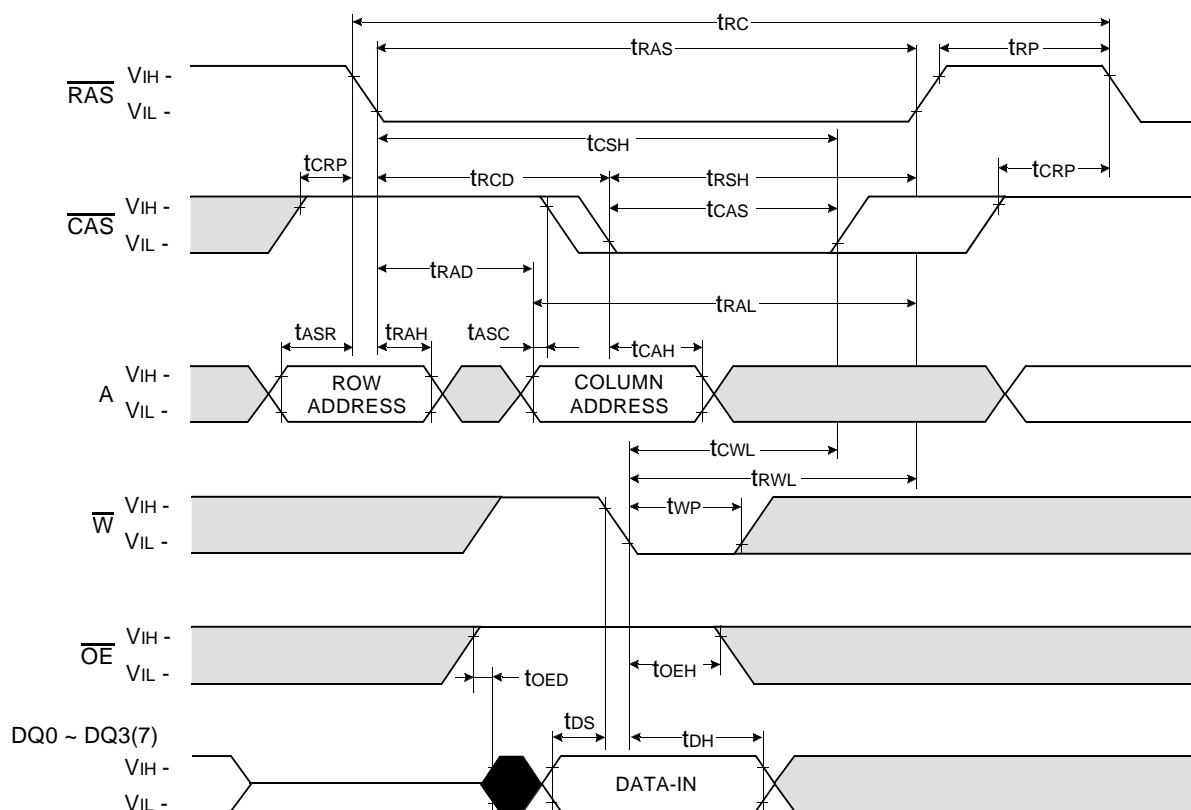 tRC
tRAS
tRP
RAS
VIH -
VIL -
tCSH
tCRP
tRCD
tRSH
tCRP
CAS
VIH -
VIL -
tCAS
tRAD
tRAL
tASR
tRAH
tASC
tCAH
A
VIH -
VIL -
ROW
ADDRESS
COLUMN
ADDRESS
tCWL
tRWL
W
VIH -
VIL -
tWP
OE
VIH -
VIL -
tOED
tOEH
DQ0 ~ DQ3(7)
tDS
tDH
VIH -
VIL -
DATA-IN